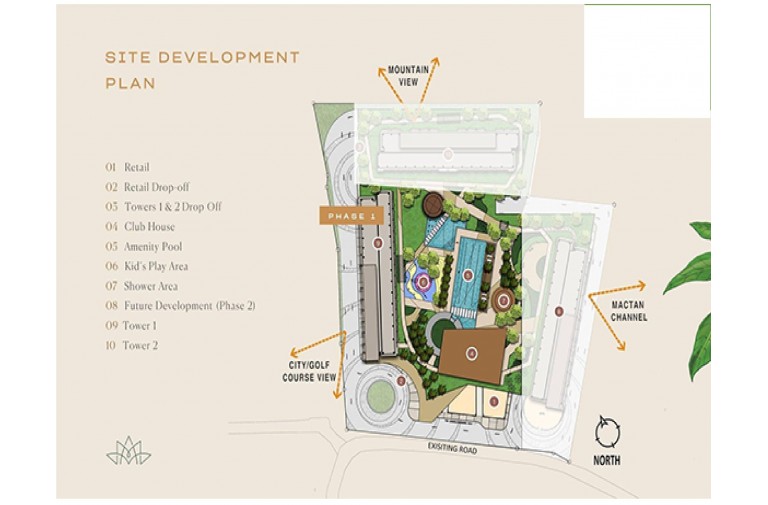 SITE DEVELOPMENT
PLAN
01 Retail
02 Retail Drop-off
03 Towers 1 & 2 Drop Off
04 Club House
05 Amenity Pool
06 Kid's Play Area
07 Shower Area
08 Future Development (Phase 2)
09 Tower 1
10 Tower 2
MOUNTAIN
VIEW
PHASE 1
MACTAN
CHANNEL
CITY/GOLF
COURSE VIEW
EXISITING ROAD
NORTH